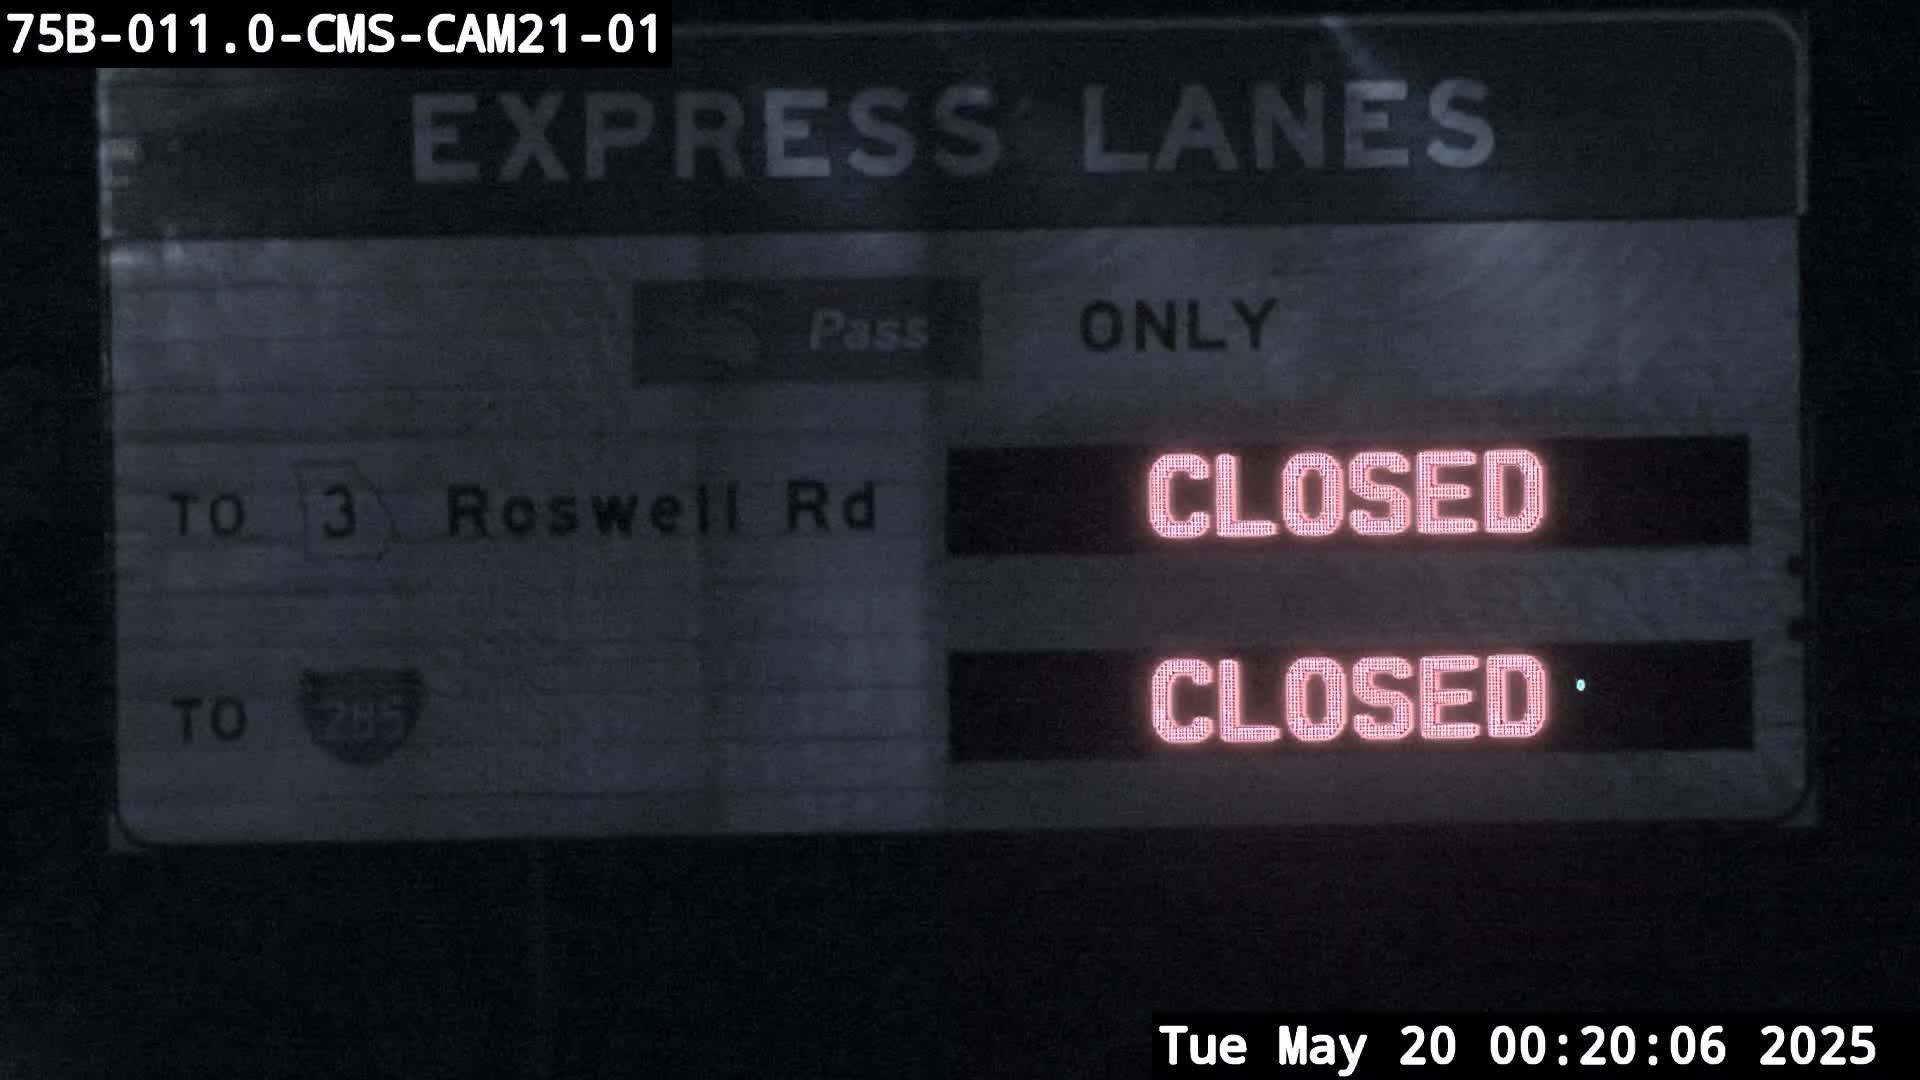 75B-011.0-CMS-CAM21-01
EXPRESS LANES
E
Pass ONLY
TO 3 Roswell Rd CLOSED
TO 285 CLOSED
Tue May 20 00:20:06 2025